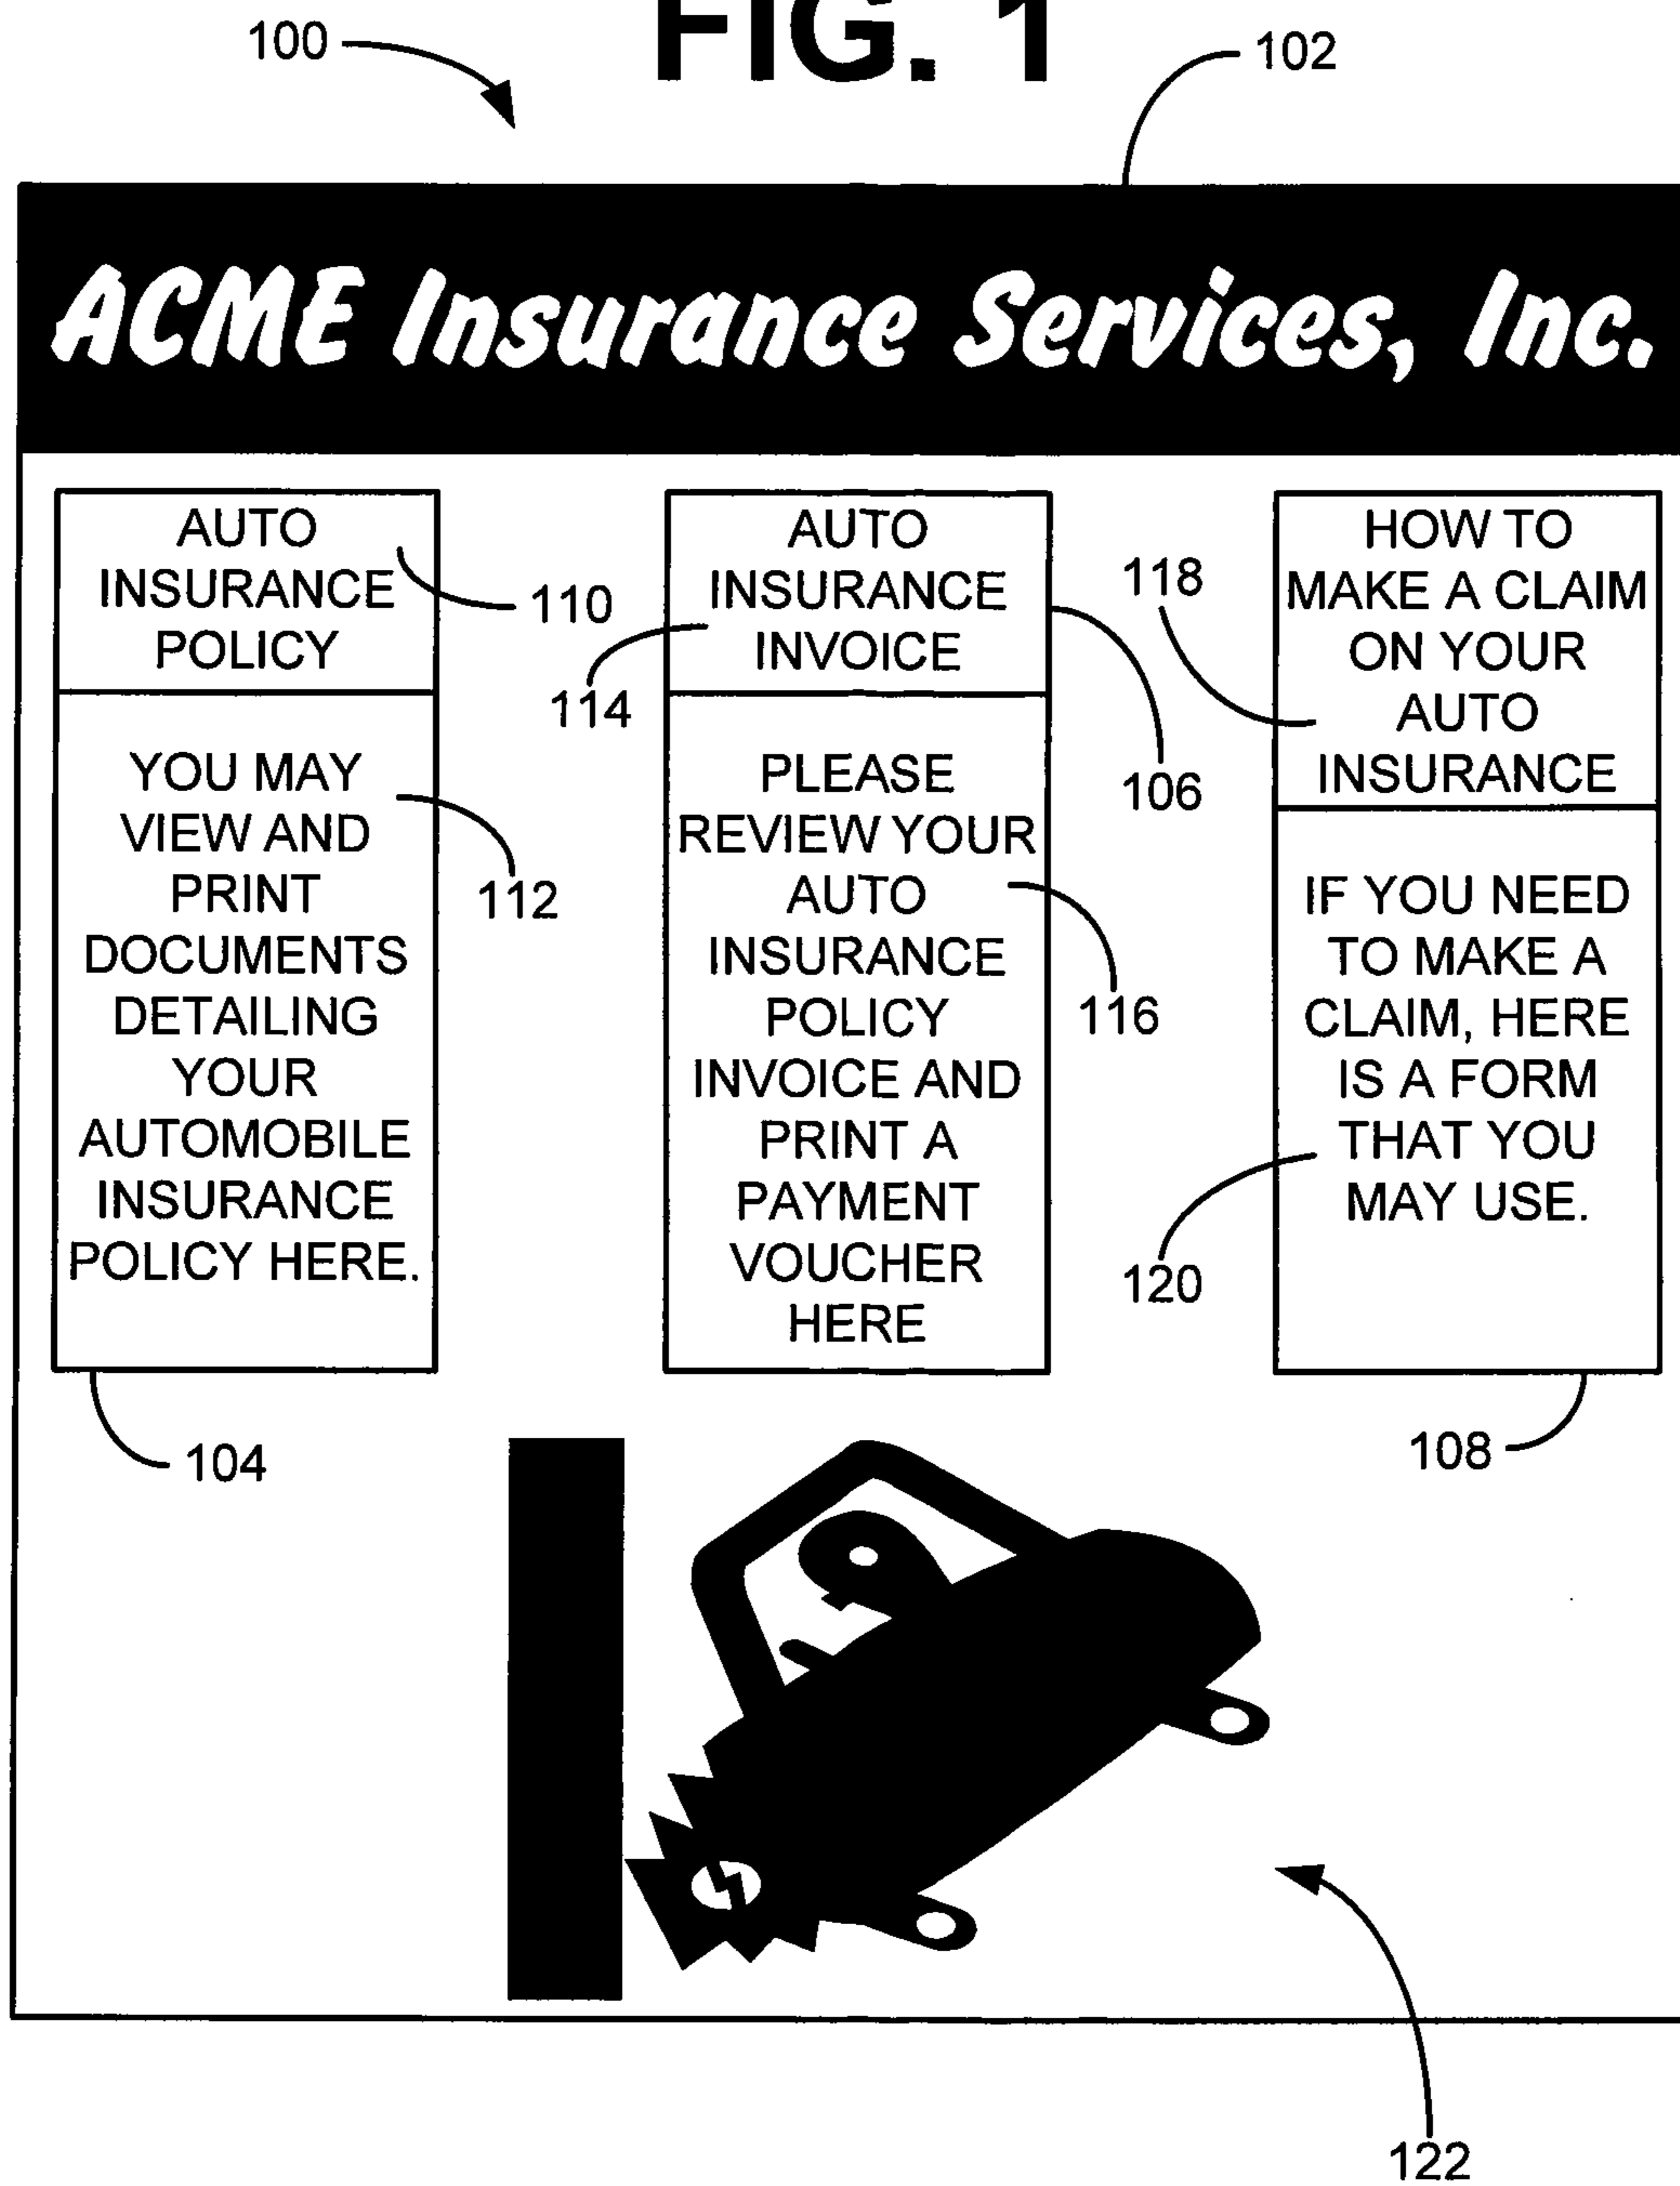 FIG. 1
100
102
ACME Insurance Services, Inc.
AUTO
INSURANCE
POLICY
110
YOU MAY
VIEW AND
PRINT
DOCUMENTS
DETAILING
YOUR
AUTOMOBILE
INSURANCE
POLICY HERE.
112
104
AUTO
INSURANCE
INVOICE
114
106
PLEASE
REVIEW YOUR
AUTO
INSURANCE
POLICY
INVOICE AND
PRINT A
PAYMENT
VOUCHER
HERE
116
HOW TO
MAKE A CLAIM
ON YOUR
AUTO
INSURANCE
118
IF YOU NEED
TO MAKE A
CLAIM, HERE
IS A FORM
THAT YOU
MAY USE.
120
108
122